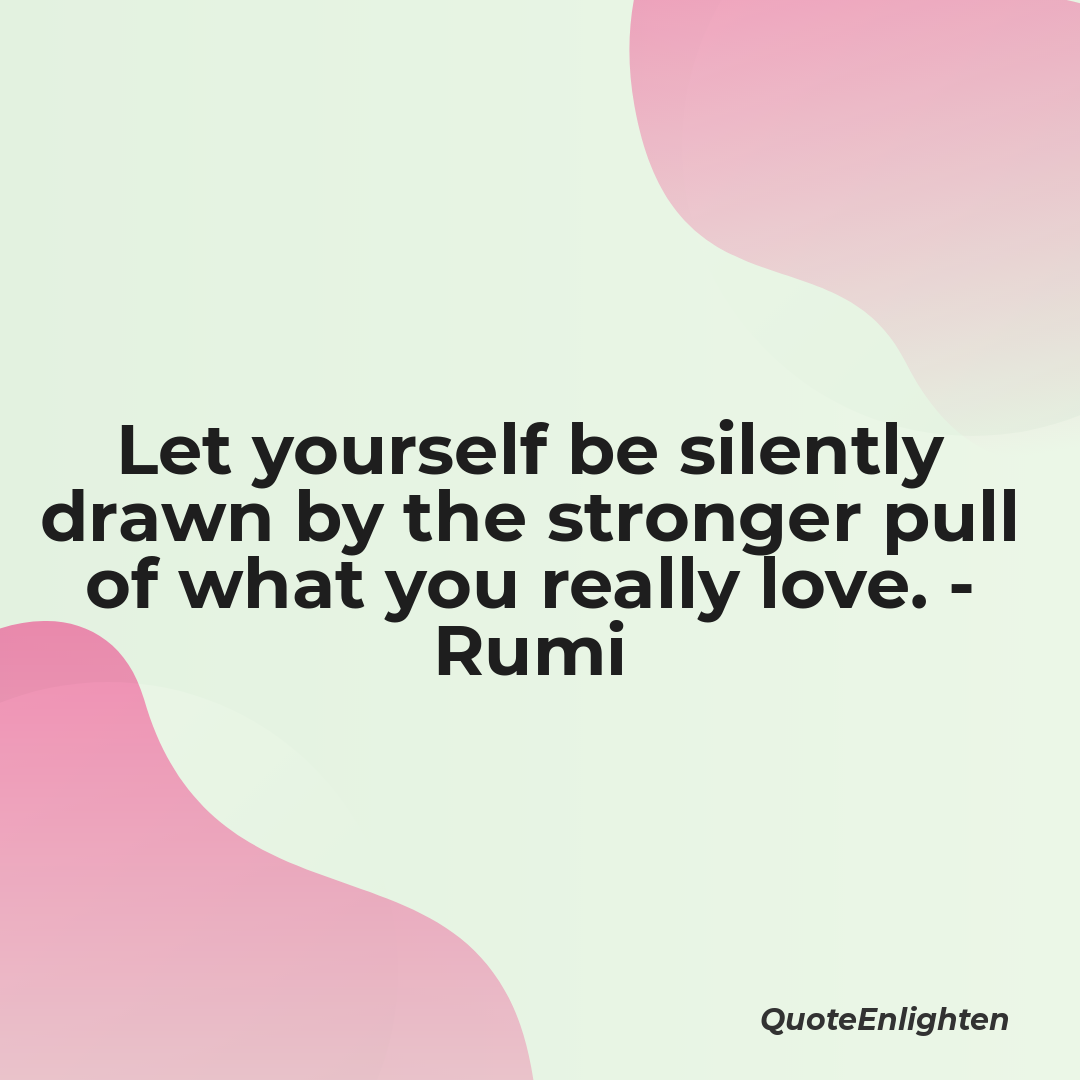 Let yourself be silently
drawn by the stronger pull
of what you really love. -
Rumi
QuoteEnlighten